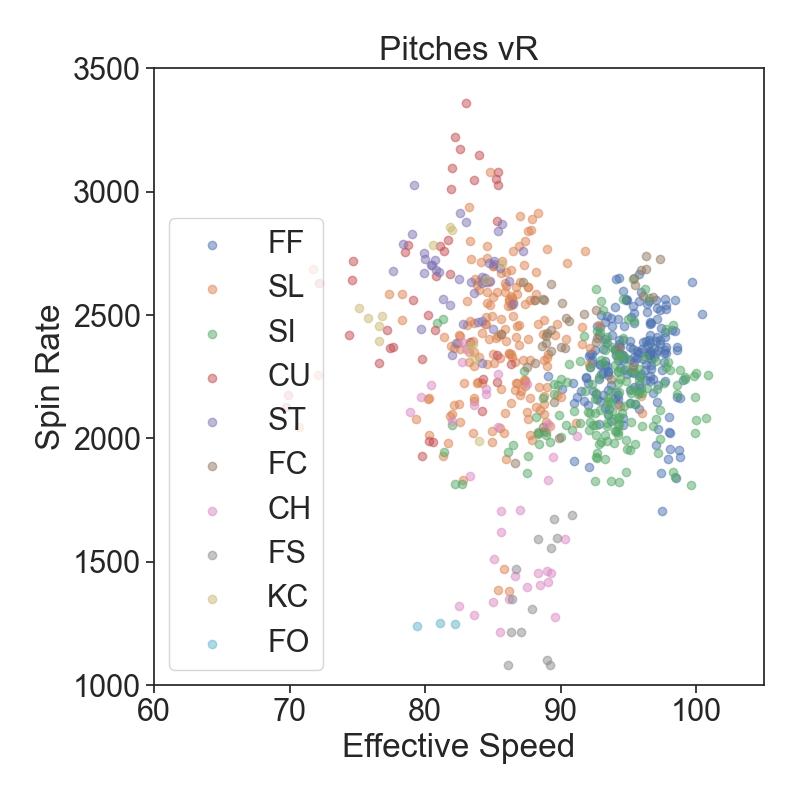 Pitches vR
3500
3000
2500
2000
1500
1000
Spin Rate
FF
SL
SI
CU
ST
FC
CH
FS
KC
FO
60
70
80
90
100
Effective Speed